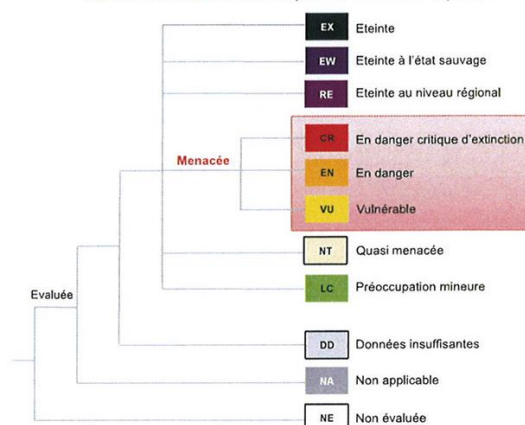 EX Eteinte
EW Eteinte à l'état sauvage
RE Eteinte au niveau régional
CR En danger critique d'extinction
Menacée
EN En danger
VU Vulnérable
NT Quasi menacée
LC Préoccupation mineure
Evaluée
DD Données insuffisantes
NA Non applicable
NE Non évaluée